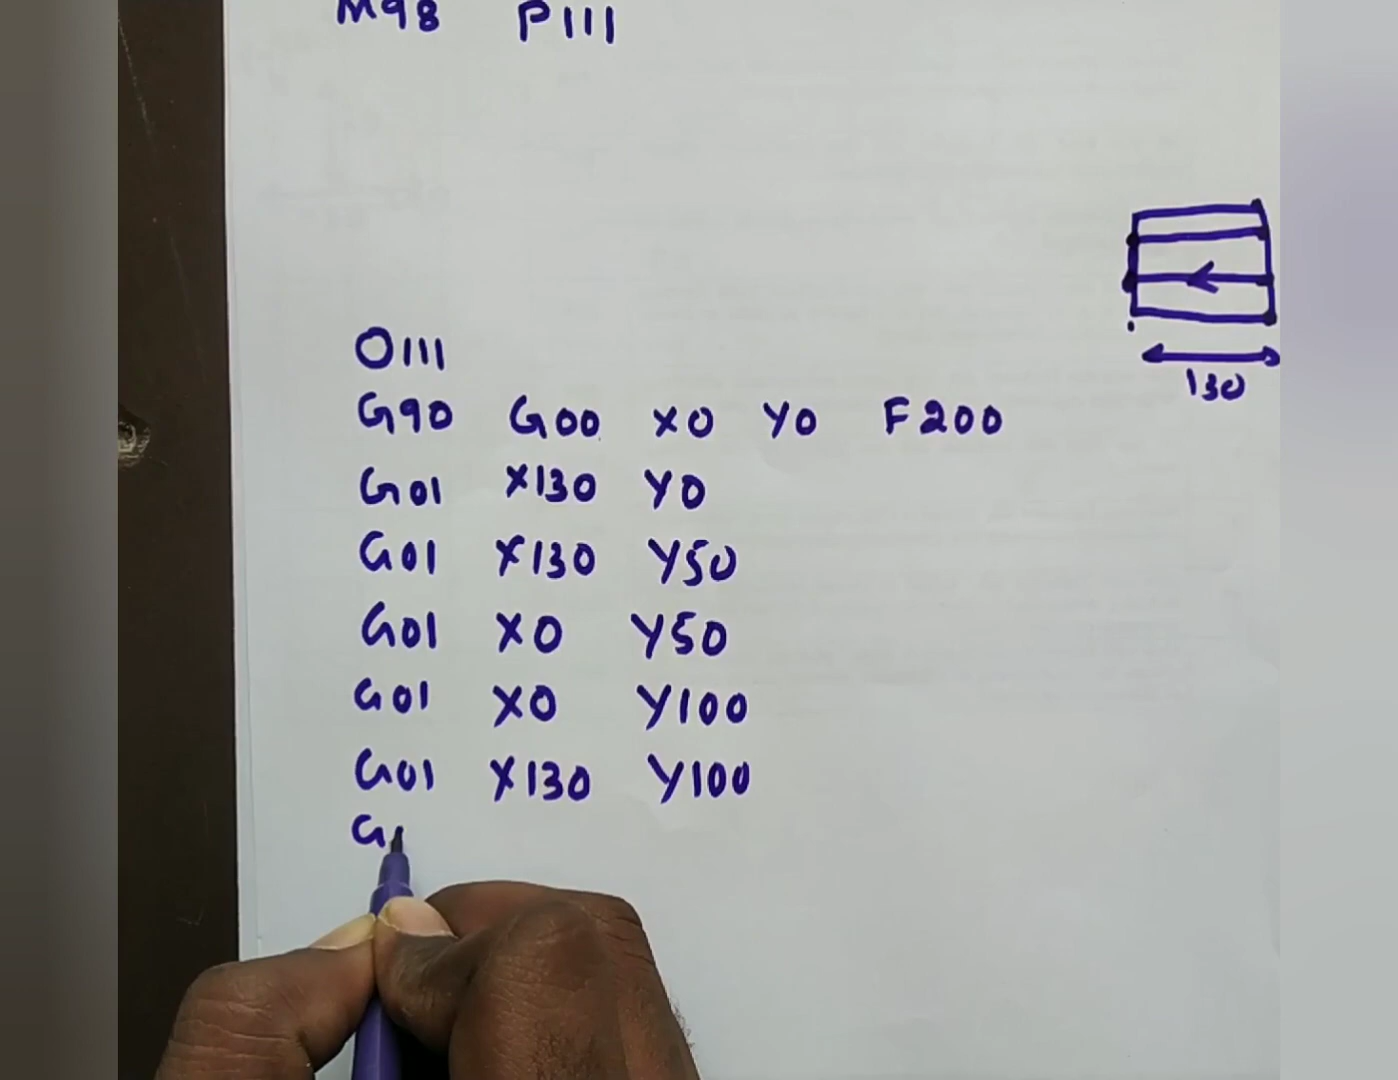 M98 P111
130
O111
G90 G00 X0 Y0 F200
G01 X130 Y0
G01 X130 Y50
G01 X0 Y50
G01 X0 Y100
G01 X130 Y100
G